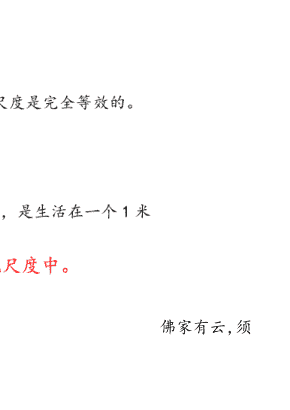 尺度是完全等效的。
，是生活在一个1米
尺度中。
佛家有云,须